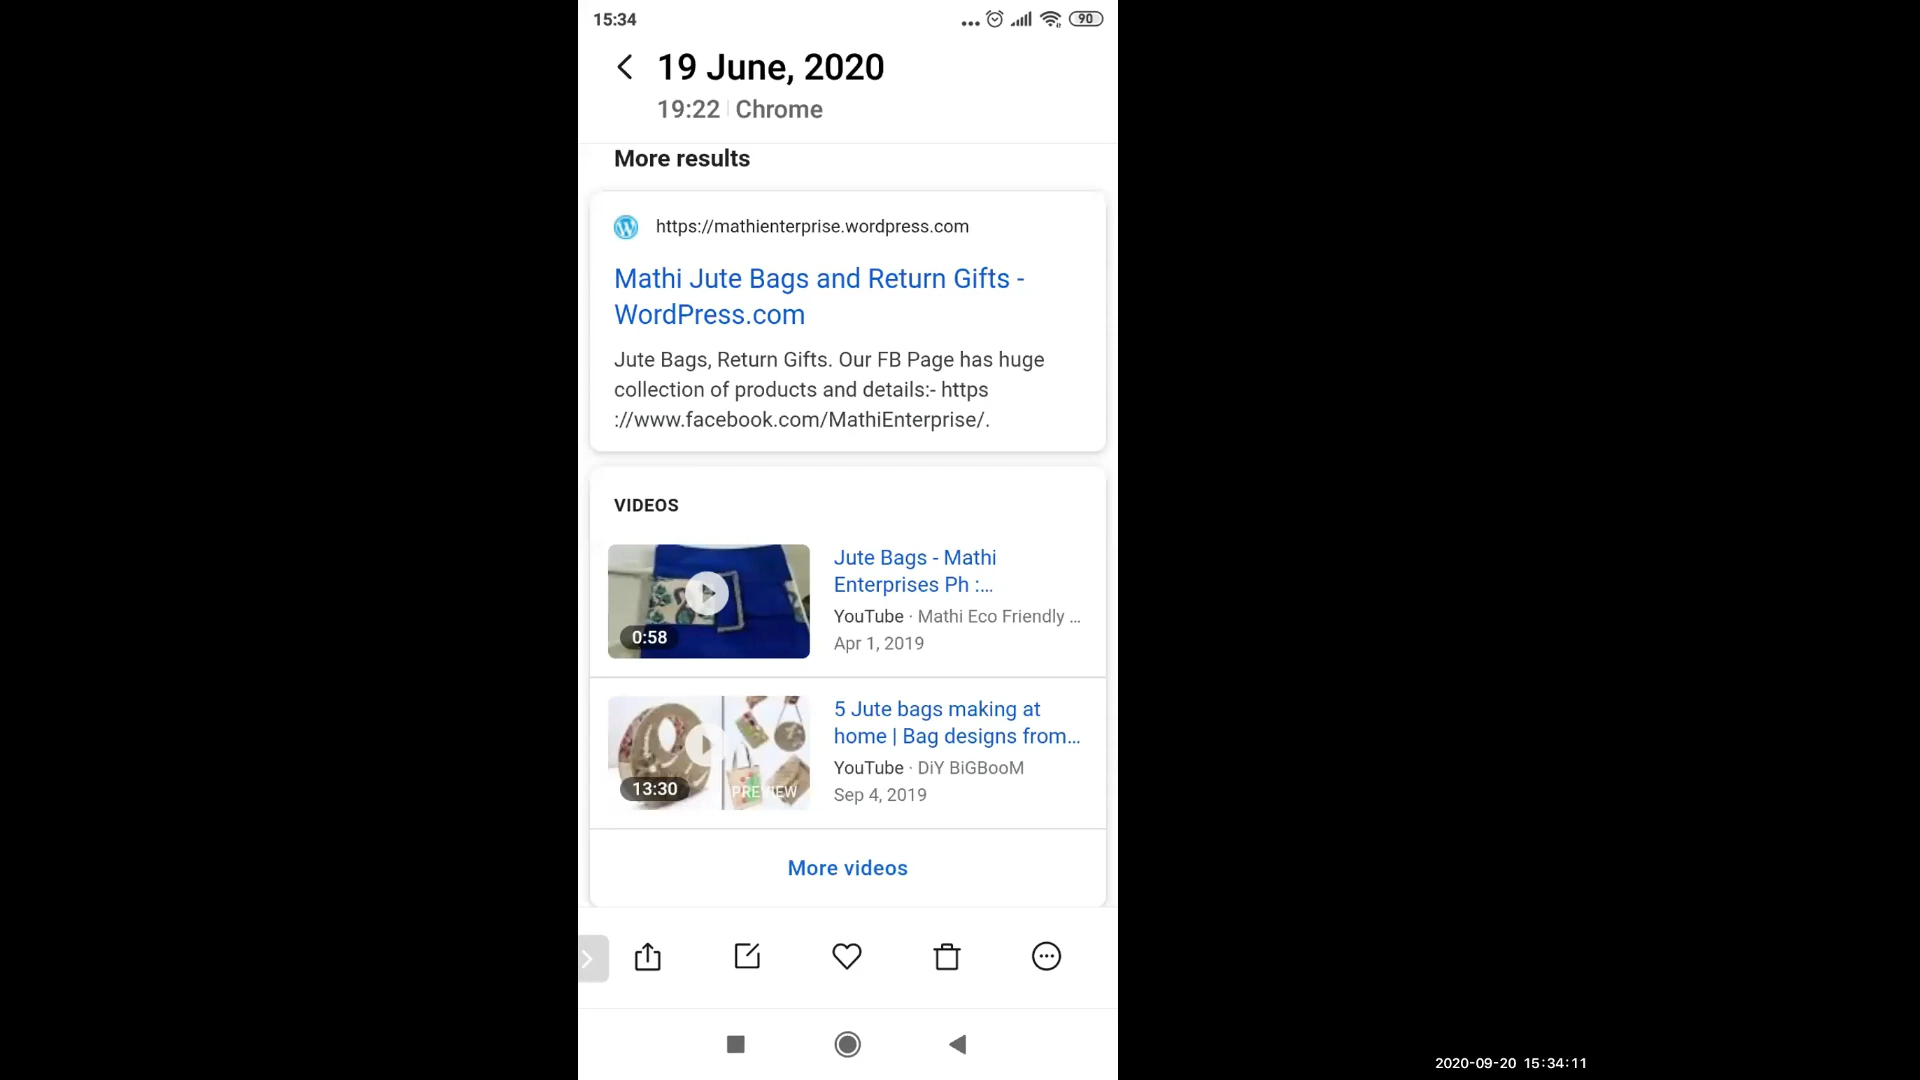 15:34
90
19 June, 2020
19:22 | Chrome
More results
https://mathienterprise.wordpress.com
Mathi Jute Bags and Return Gifts -
WordPress.com
Jute Bags, Return Gifts. Our FB Page has huge
collection of products and details:- https
://www.facebook.com/MathiEnterprise/.
VIDEOS
0:58
Jute Bags - Mathi
Enterprises Ph :...
YouTube · Mathi Eco Friendly ...
Apr 1, 2019
13:30
PREVIEW
5 Jute bags making at
home | Bag designs from...
YouTube · DiY BiGBooM
Sep 4, 2019
More videos
2020-09-20 15:34:11